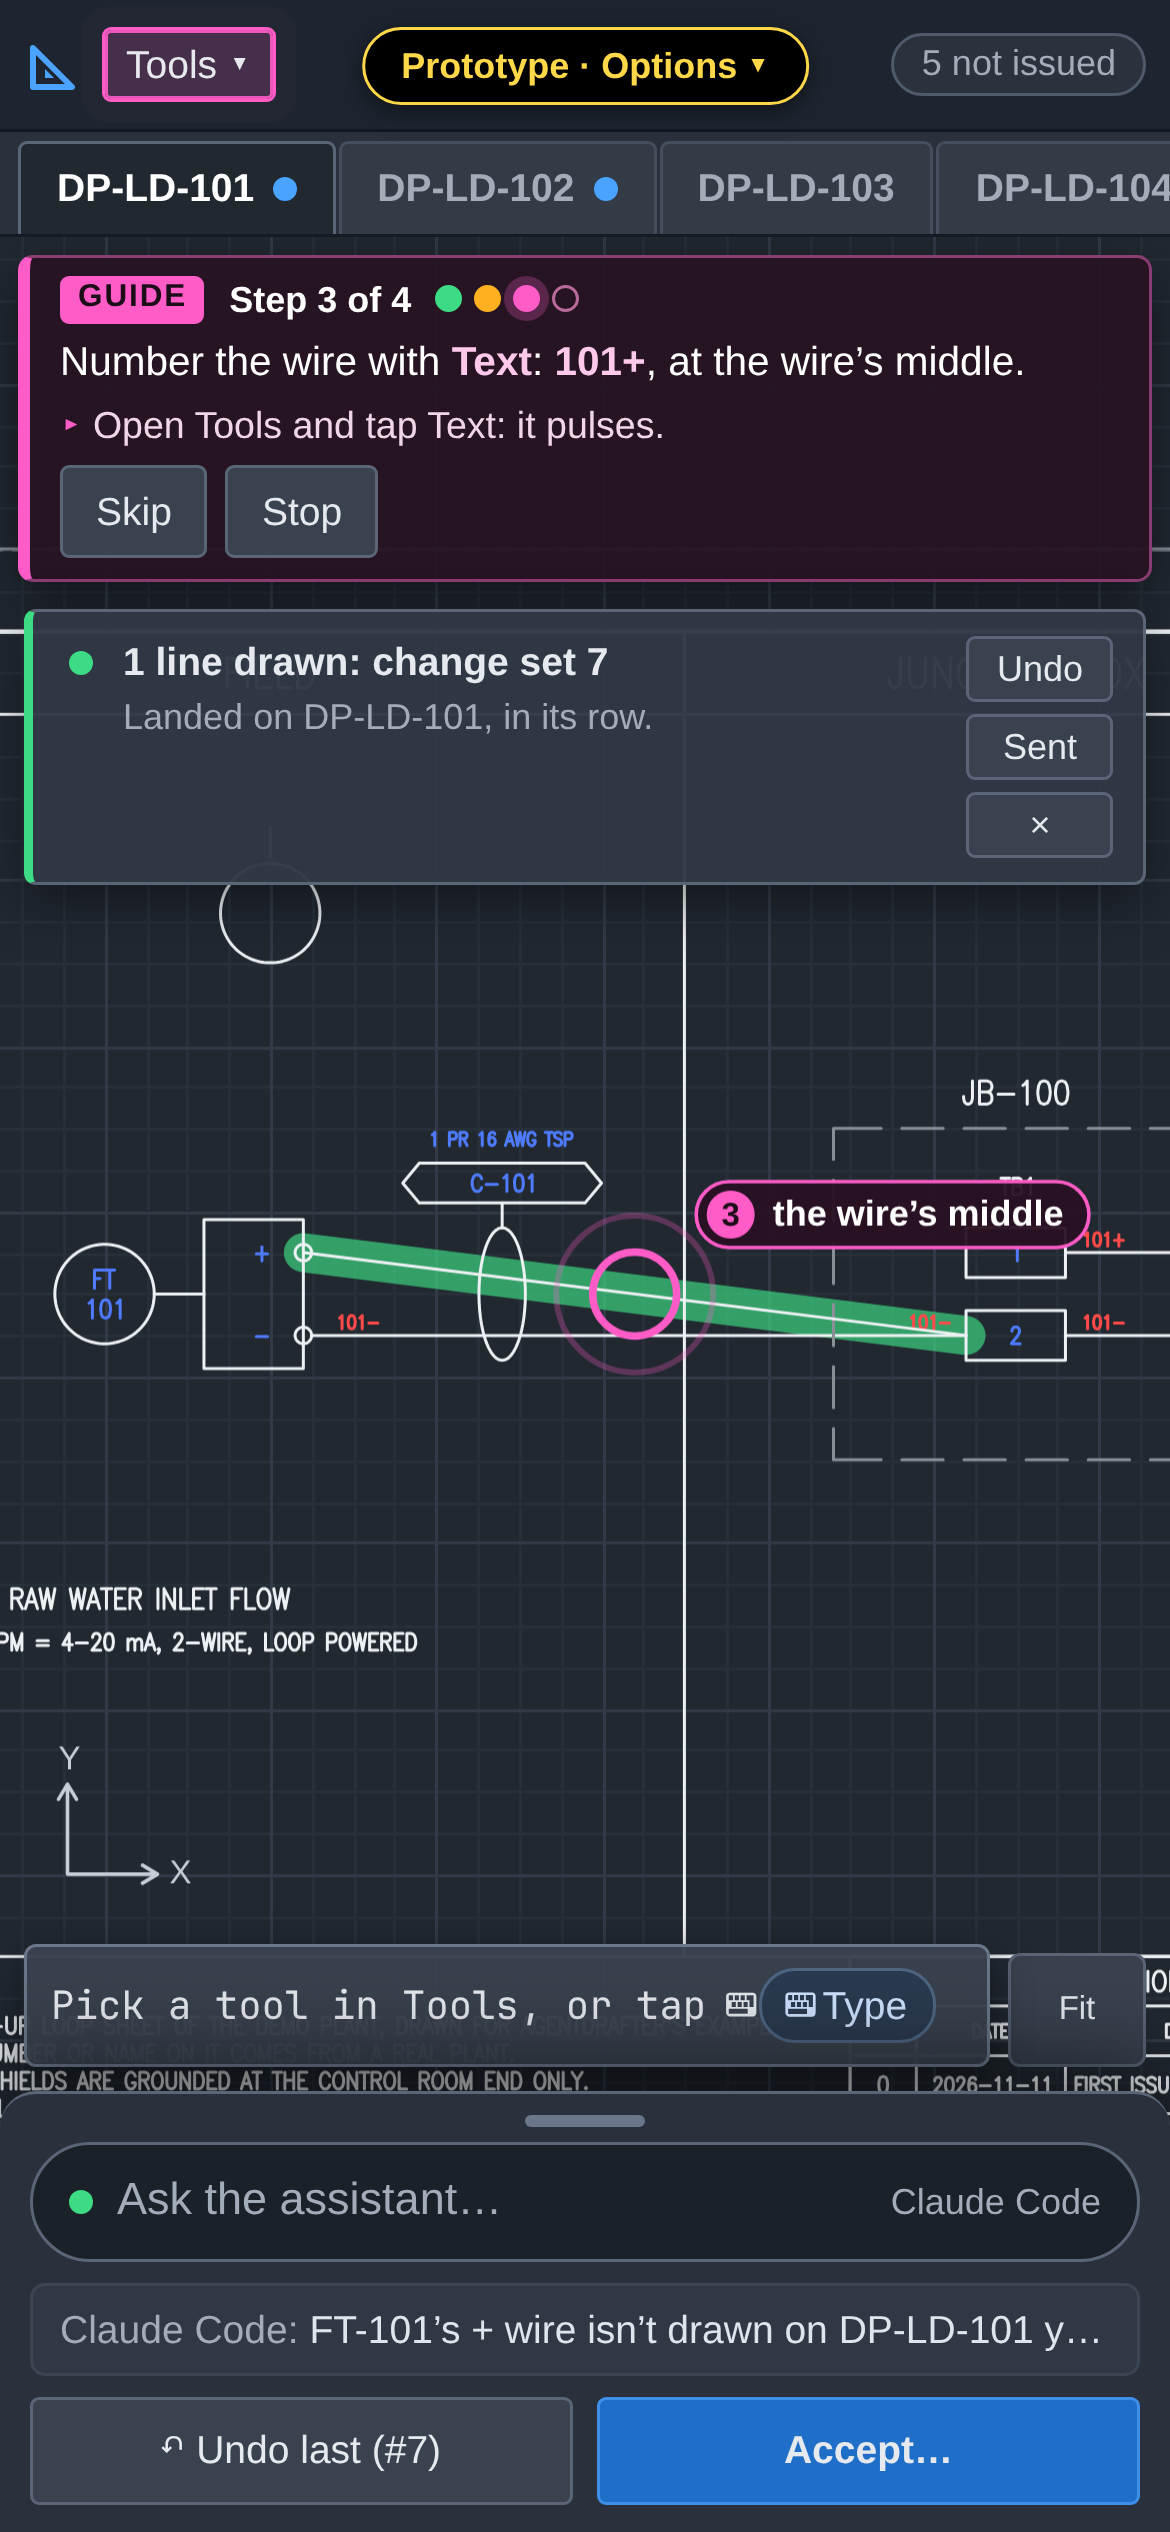 Tools ▼
Prototype · Options ▼
5 not issued
DP-LD-101
DP-LD-102
DP-LD-103
DP-LD-104
GUIDE Step 3 of 4
Number the wire with Text: 101+, at the wire’s middle.
▸ Open Tools and tap Text: it pulses.
Skip
Stop
1 line drawn: change set 7
Landed on DP-LD-101, in its row.
Undo
Sent
×
JB-100
1 PR 16 AWG TSP
C-101
TB1
3 the wire’s middle
FT
101
+
1
101+
−
101-
101-
2
101-
RAW WATER INLET FLOW
PM = 4-20 mA, 2-WIRE, LOOP POWERED
Y
X
Pick a tool in Tools, or tap
Type
Fit
HIELDS ARE GROUNDED AT THE CONTROL ROOM END ONLY.
0
2026-11-11
FIRST ISSU
Ask the assistant…
Claude Code
Claude Code: FT-101’s + wire isn’t drawn on DP-LD-101 y…
↶ Undo last (#7)
Accept…